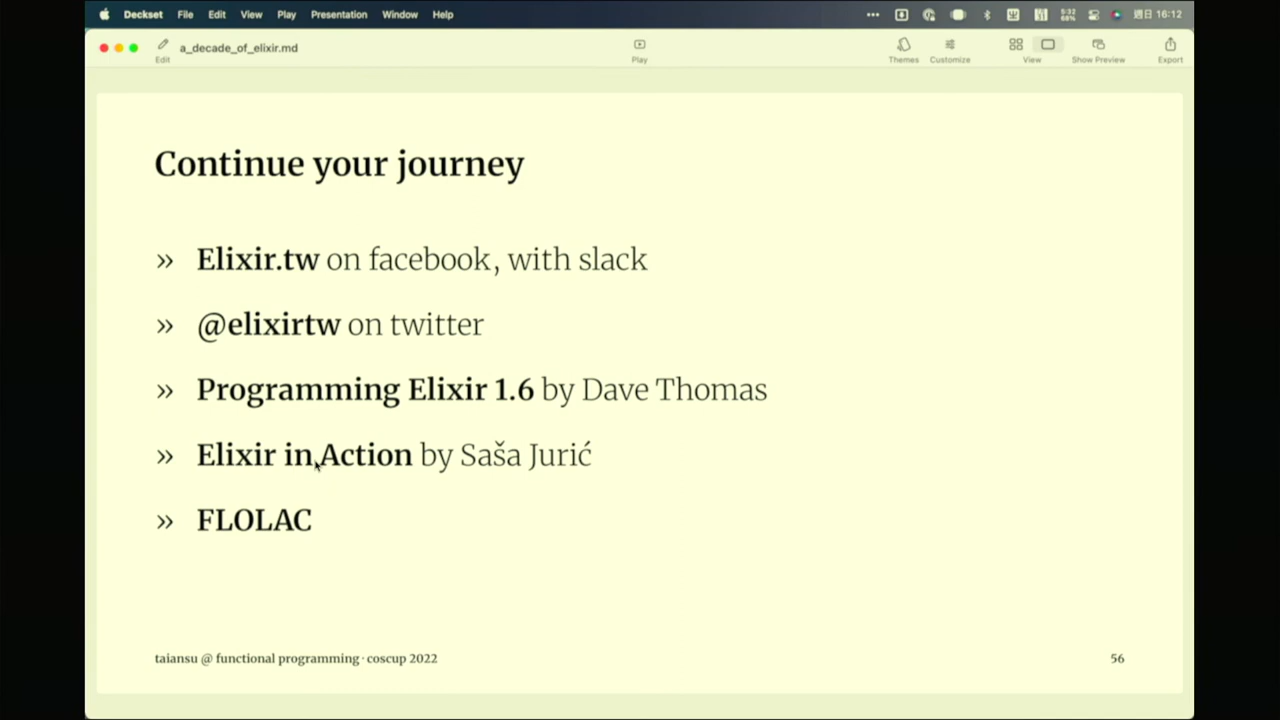 Deckset File Edit View Play Presentation Window Help 週日 16:12
a_decade_of_elixir.md
Edit Play Themes Customize View Show Preview Export
Continue your journey
» Elixir.tw on facebook, with slack
» @elixirtw on twitter
» Programming Elixir 1.6 by Dave Thomas
» Elixir in Action by Saša Jurić
» FLOLAC
taiansu @ functional programming · coscup 2022 56